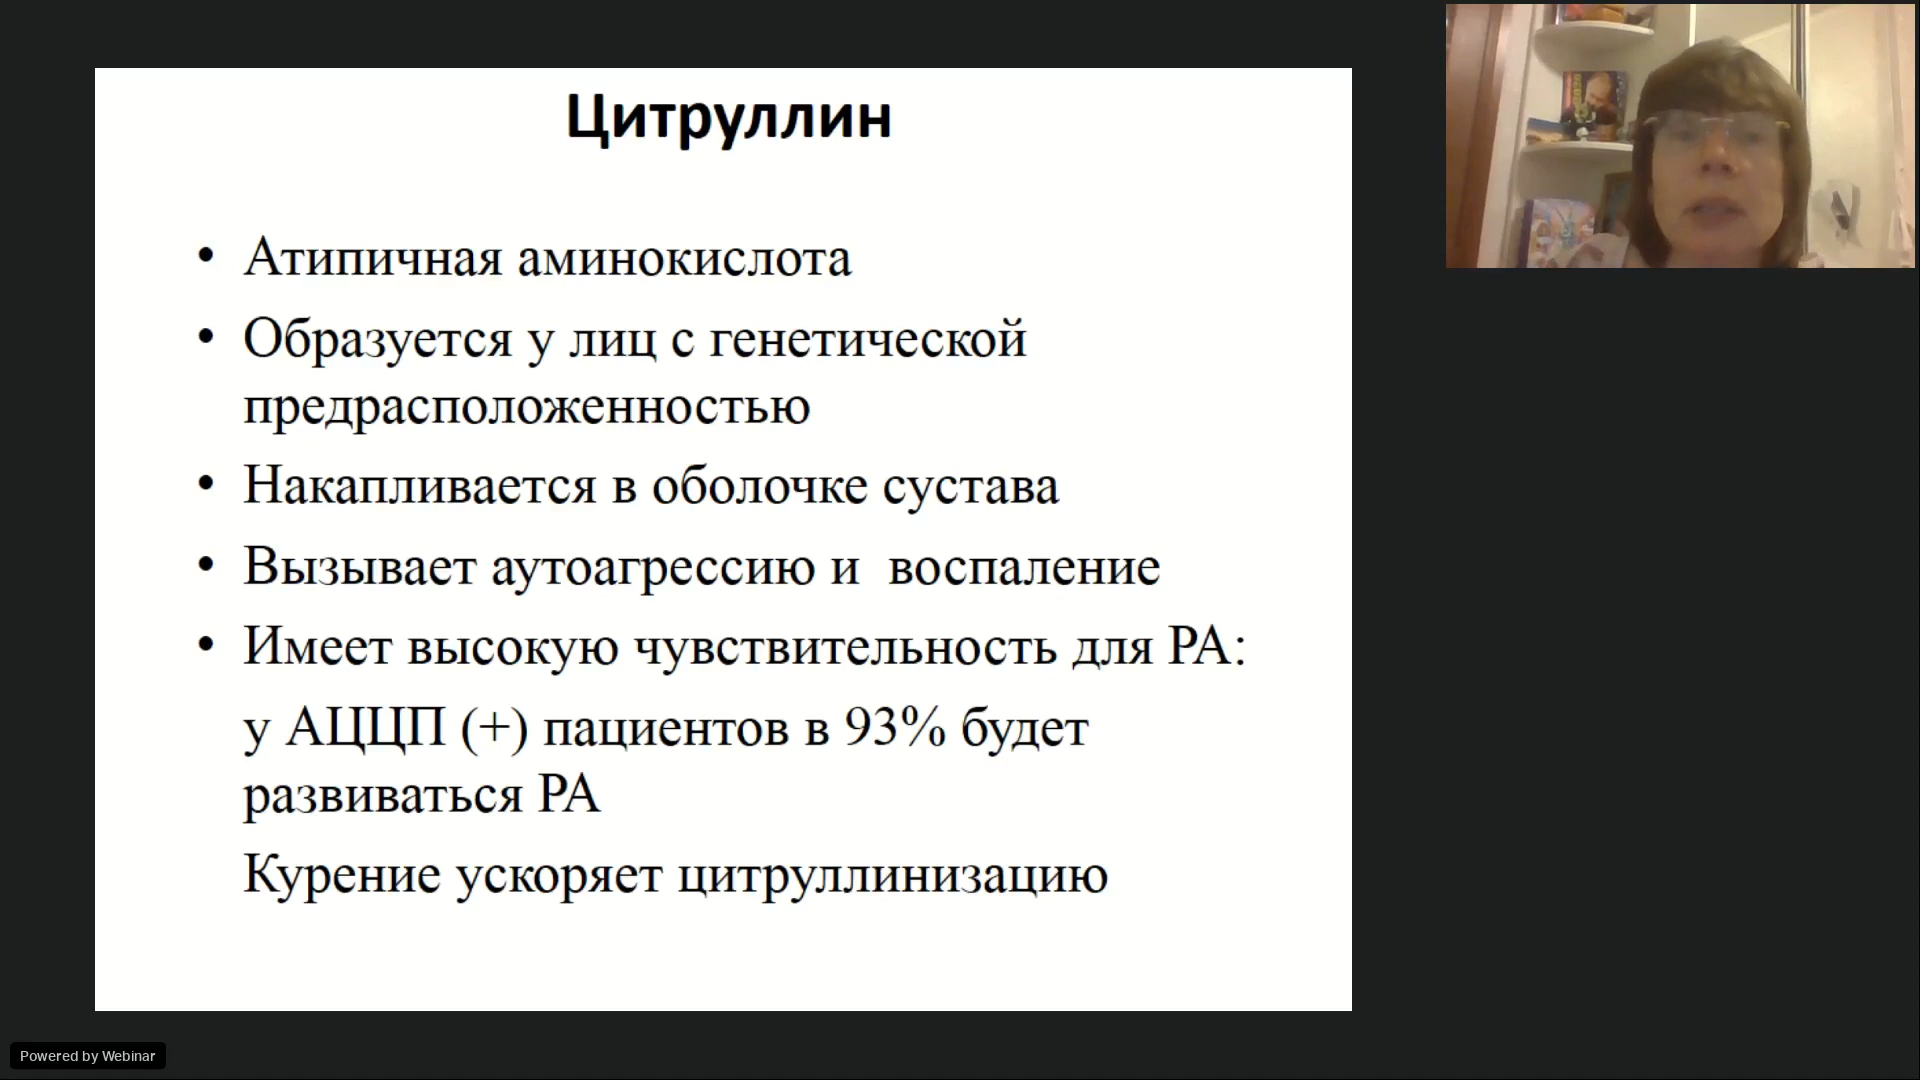 Цитруллин
• Атипичная аминокислота
• Образуется у лиц с генетической
предрасположенностью
• Накапливается в оболочке сустава
• Вызывает аутоагрессию и  воспаление
• Имеет высокую чувствительность для РА:
у АЦЦП (+) пациентов в 93% будет
развиваться РА
Курение ускоряет цитруллинизацию
Powered by Webinar